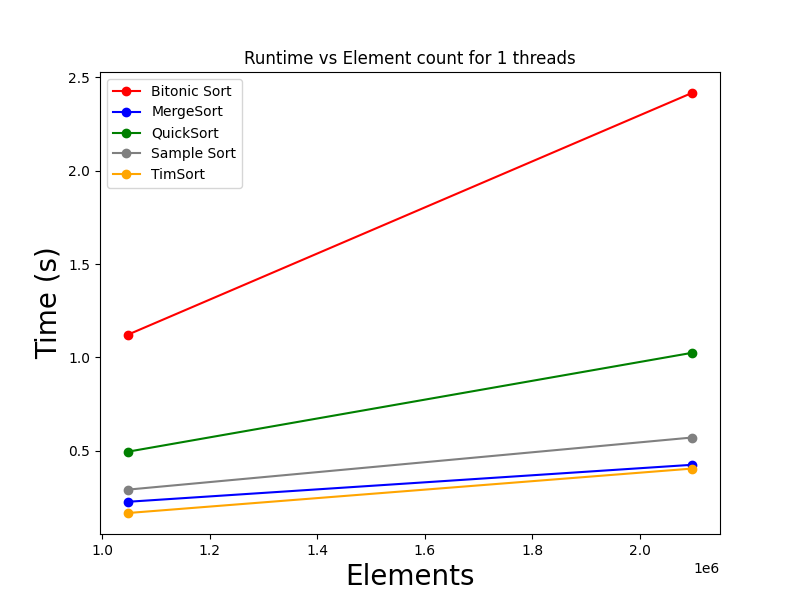 Runtime vs Element count for 1 threads
2.5
2.0
1.5
1.0
0.5
Time (s)
Bitonic Sort
MergeSort
QuickSort
Sample Sort
TimSort
1.0 1.2 1.4 1.6 1.8 2.0
1e6
Elements